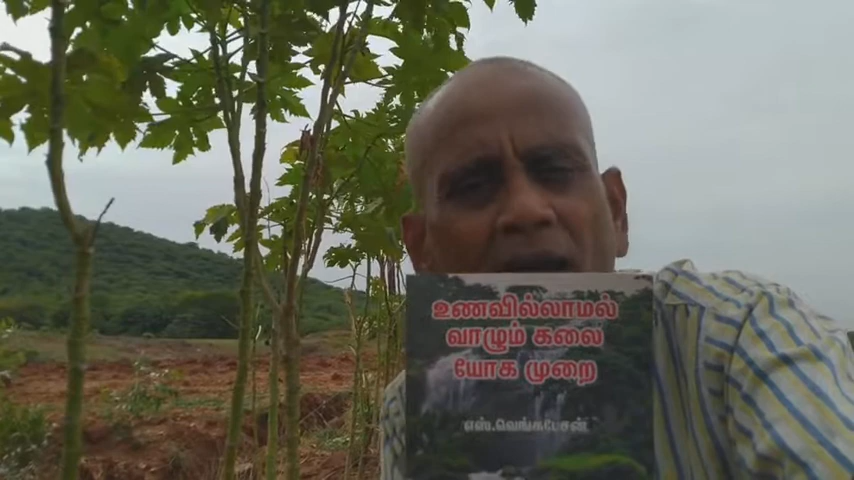 உணவில்லாமல்
வாழும் கலை
யோக முறை
எஸ்.வெங்கடேசன்